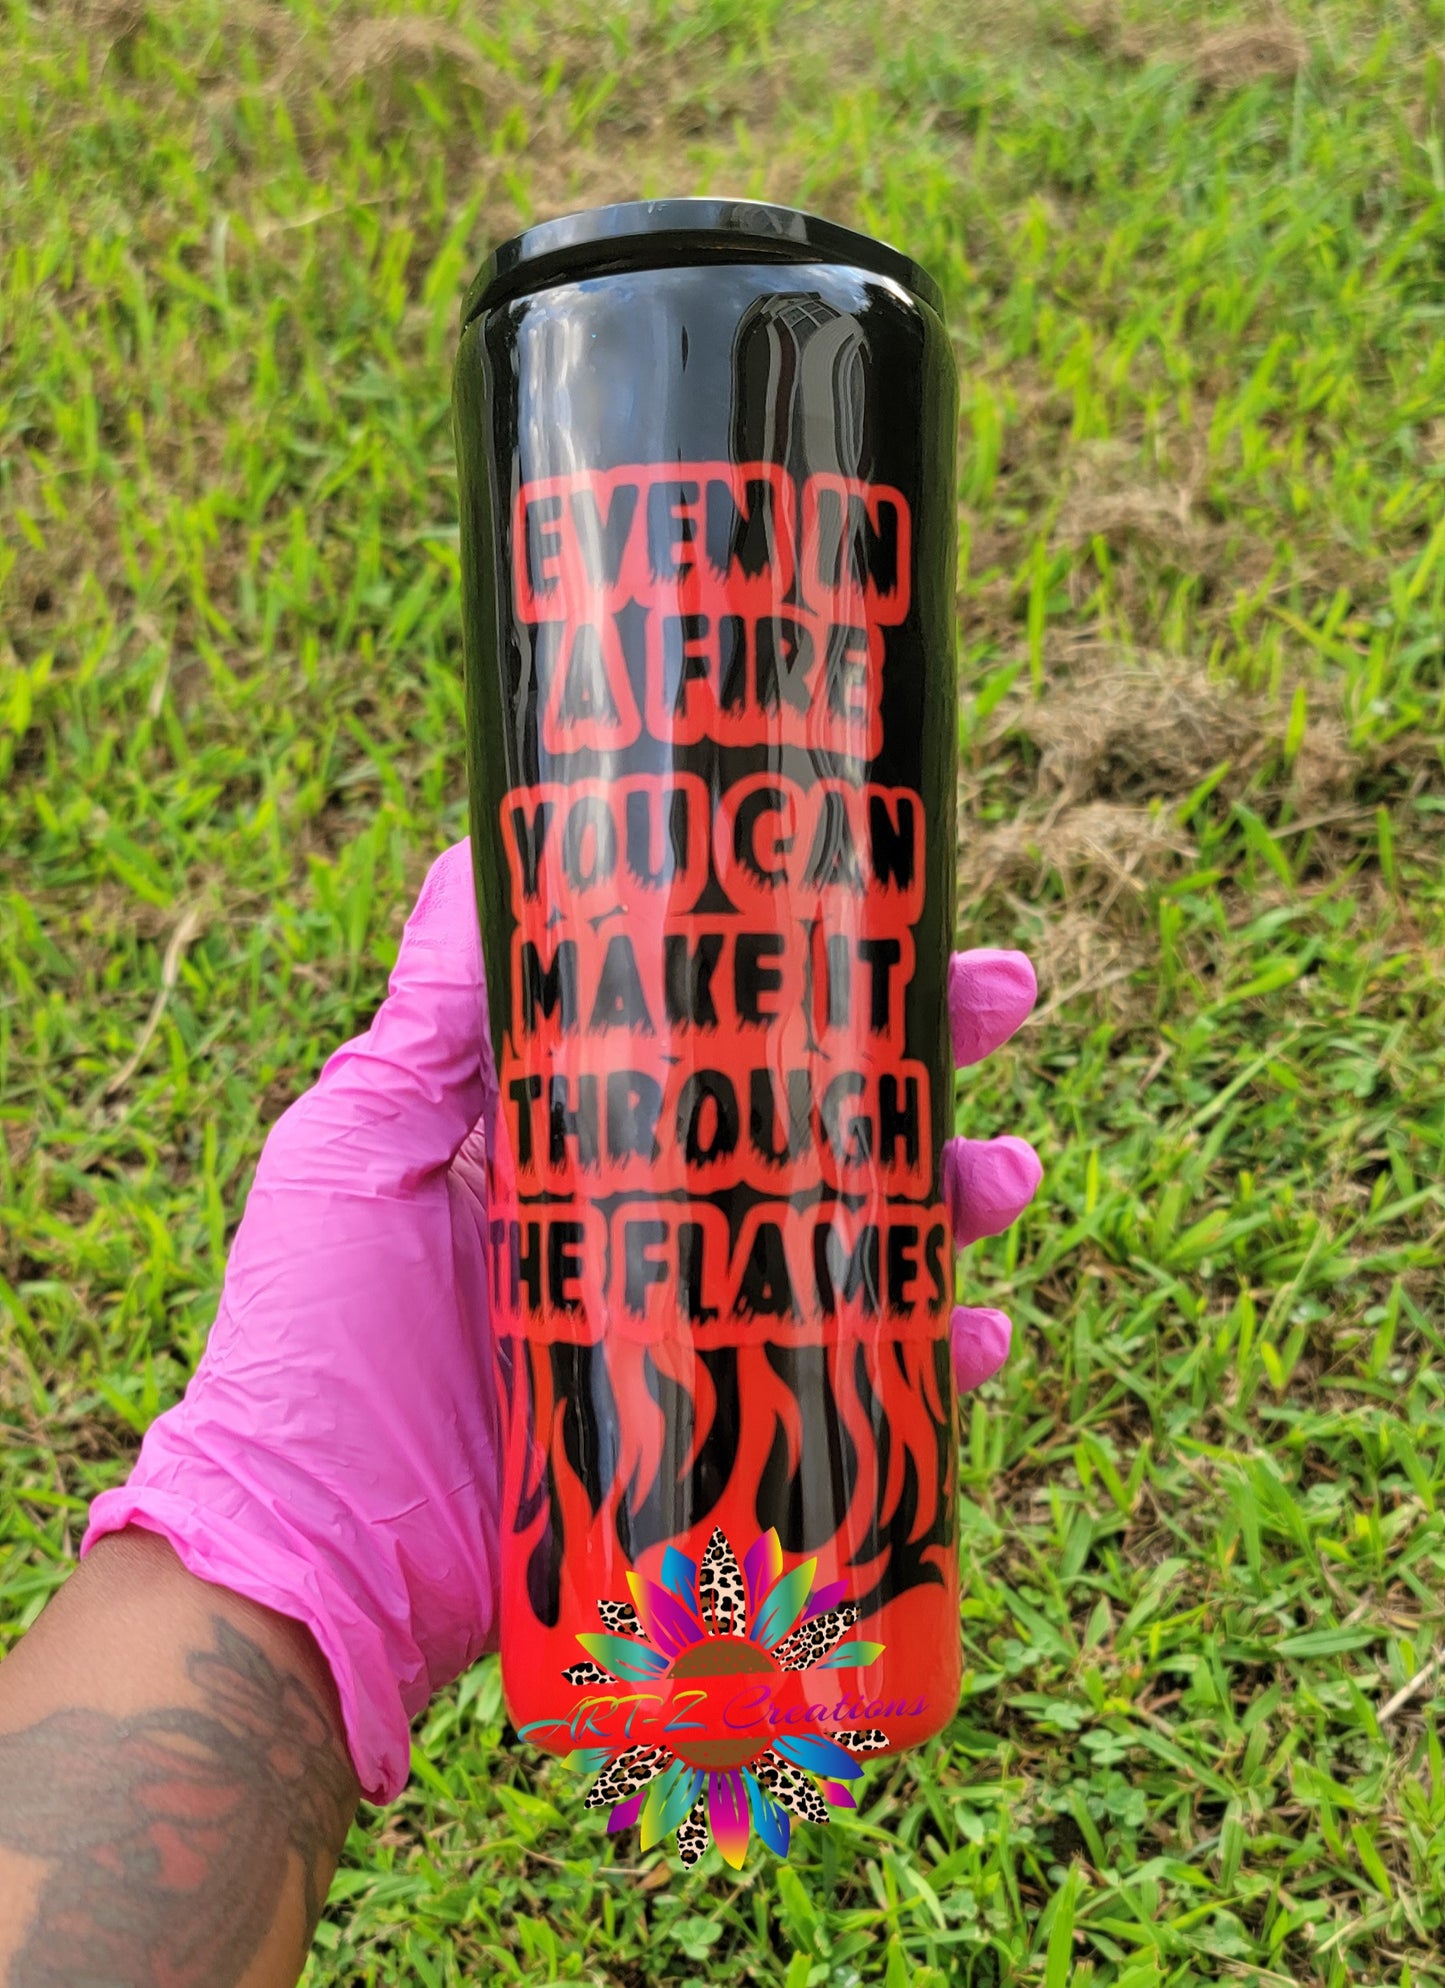 EVEN IN
A FIRE
YOU CAN
MAKE IT
THROUGH
THE FLAMES
ART-Z Creations